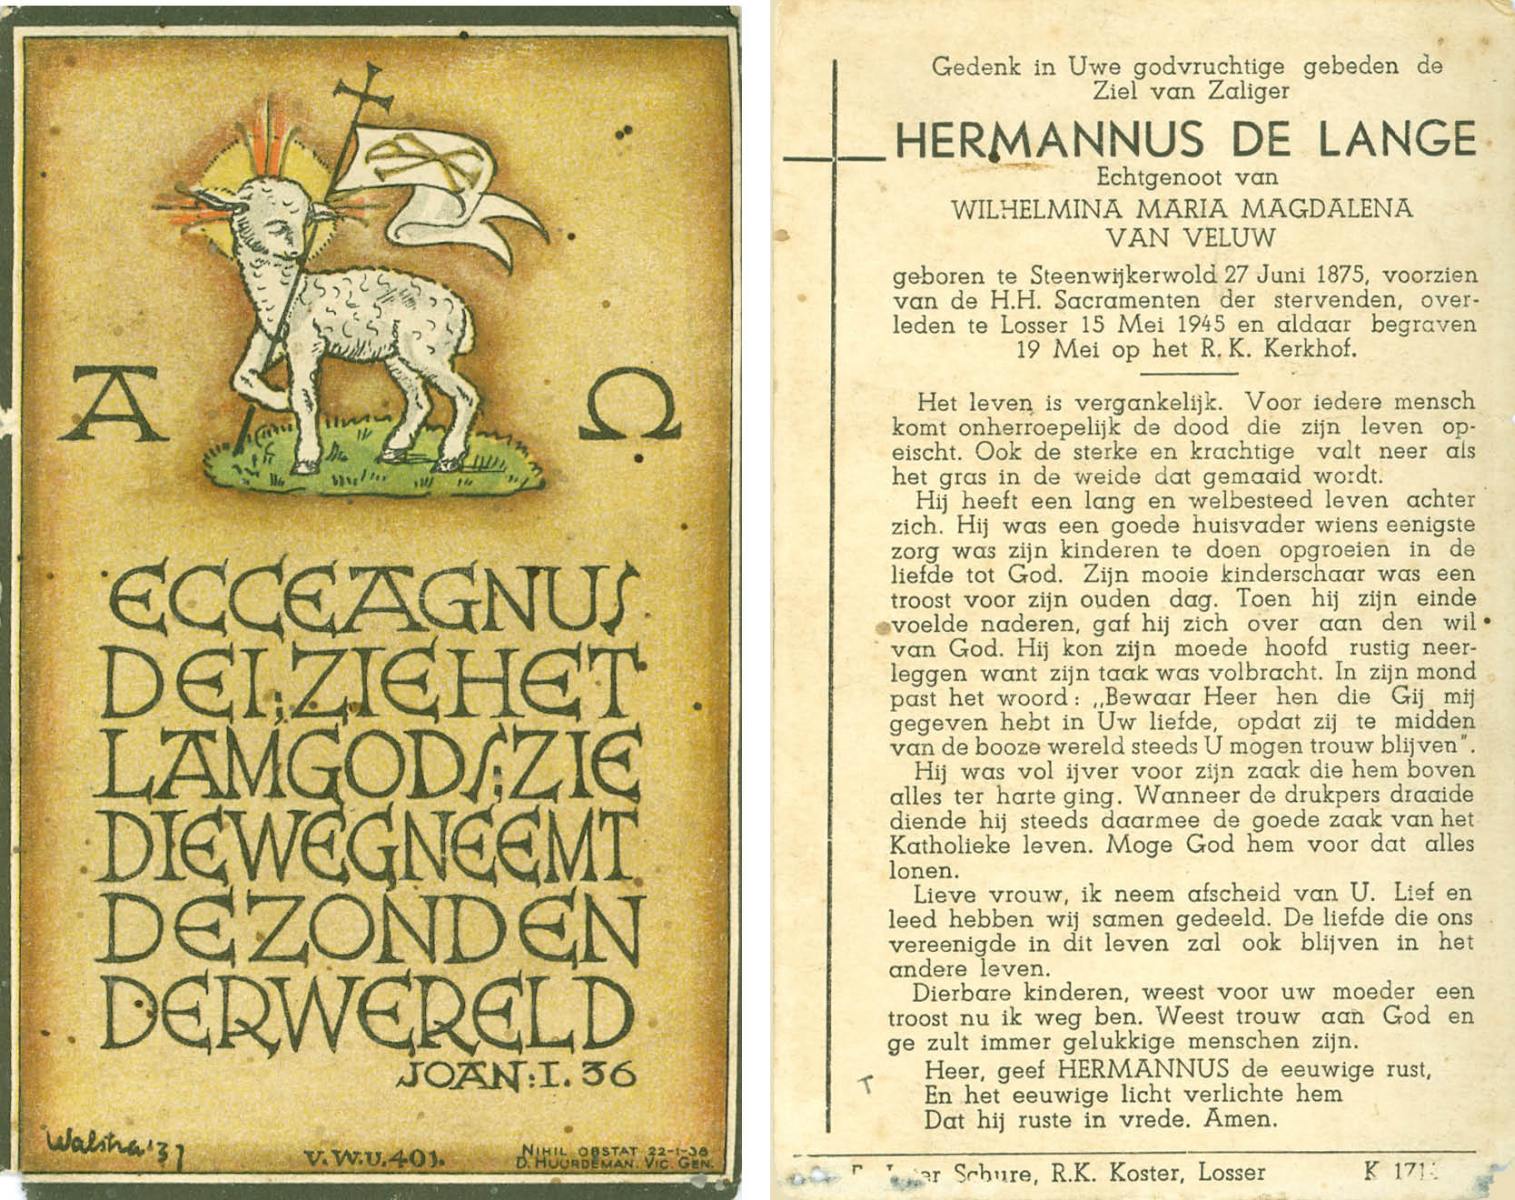 Α Ω
ECCE AGNUS
DEI; ZIE HET
LAM GODS; ZIE
DIE WEGNEEMT
DE ZONDEN
DER WERELD
JOAN: I. 36
Walstra '37
V.W.U. 401.
NIHIL OBSTAT 22-1-38
D. HUURDEMAN. VIC. GEN.
Gedenk in Uwe godvruchtige gebeden de
Ziel van Zaliger
HERMANNUS DE LANGE
Echtgenoot van
WILHELMINA MARIA MAGDALENA
VAN VELUW
geboren te Steenwijkerwold 27 Juni 1875, voorzien
van de H.H. Sacramenten der stervenden, over-
leden te Losser 15 Mei 1945 en aldaar begraven
19 Mei op het R. K. Kerkhof.
Het leven is vergankelijk. Voor iedere mensch
komt onherroepelijk de dood die zijn leven op-
eischt. Ook de sterke en krachtige valt neer als
het gras in de weide dat gemaaid wordt.
Hij heeft een lang en welbesteed leven achter
zich. Hij was een goede huisvader wiens eenigste
zorg was zijn kinderen te doen opgroeien in de
liefde tot God. Zijn mooie kinderschaar was een
troost voor zijn ouden dag. Toen hij zijn einde
voelde naderen, gaf hij zich over aan den wil
van God. Hij kon zijn moede hoofd rustig neer-
leggen want zijn taak was volbracht. In zijn mond
past het woord: „Bewaar Heer hen die Gij mij
gegeven hebt in Uw liefde, opdat zij te midden
van de booze wereld steeds U mogen trouw blijven".
Hij was vol ijver voor zijn zaak die hem boven
alles ter harte ging. Wanneer de drukpers draaide
diende hij steeds daarmee de goede zaak van het
Katholieke leven. Moge God hem voor dat alles
lonen.
Lieve vrouw, ik neem afscheid van U. Lief en
leed hebben wij samen gedeeld. De liefde die ons
vereenigde in dit leven zal ook blijven in het
andere leven.
Dierbare kinderen, weest voor uw moeder een
troost nu ik weg ben. Weest trouw aan God en
ge zult immer gelukkige menschen zijn.
Heer, geef HERMANNUS de eeuwige rust,
En het eeuwige licht verlichte hem
Dat hij ruste in vrede. Amen.
Schure, R.K. Koster, Losser K